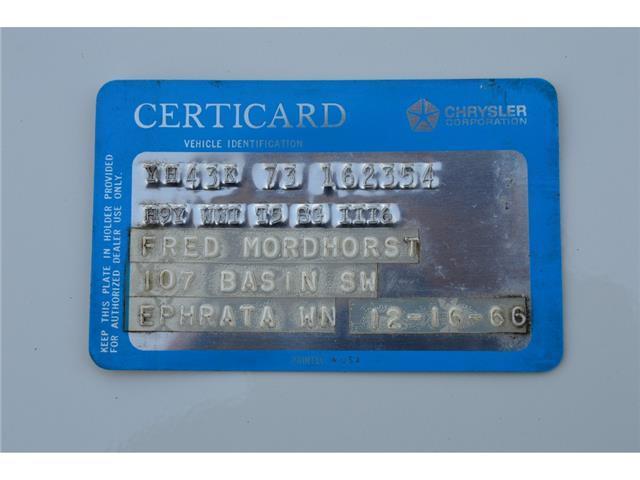 CERTICARD
CHRYSLER
CORPORATION
VEHICLE IDENTIFICATION
KEEP THIS PLATE IN HOLDER PROVIDED
FOR AUTHORIZED DEALER USE ONLY.
YH43K 73 162354
FRED MORDHORST
107 BASIN SW
EPHRATA WN 12-16-66